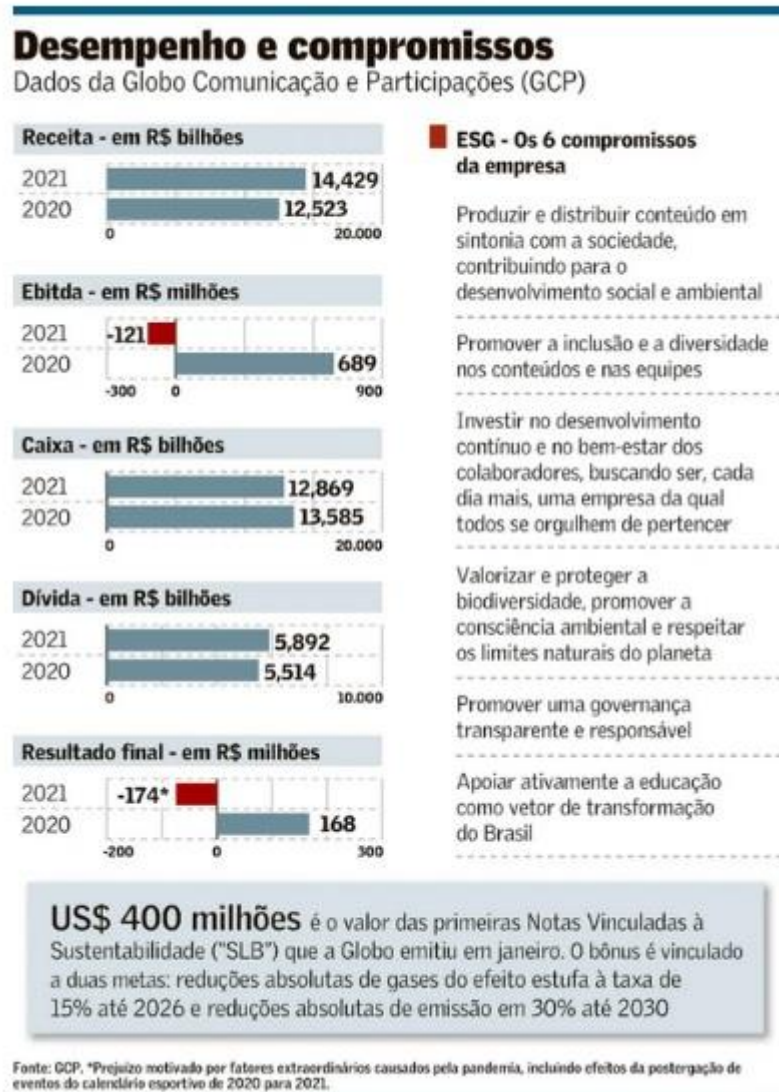 Desempenho e compromissos
Dados da Globo Comunicação e Participações (GCP)
Receita - em R$ bilhões
2021 14,429
2020 12,523
0 20.000
Ebitda - em R$ milhões
2021 -121
2020 689
-300 0 900
Caixa - em R$ bilhões
2021 12,869
2020 13,585
0 20.000
Dívida - em R$ bilhões
2021 5,892
2020 5,514
0 10.000
Resultado final - em R$ milhões
2021 -174*
2020 168
-200 0 300
ESG - Os 6 compromissos
da empresa
Produzir e distribuir conteúdo em
sintonia com a sociedade,
contribuindo para o
desenvolvimento social e ambiental
Promover a inclusão e a diversidade
nos conteúdos e nas equipes
Investir no desenvolvimento
contínuo e no bem-estar dos
colaboradores, buscando ser, cada
dia mais, uma empresa da qual
todos se orgulhem de pertencer
Valorizar e proteger a
biodiversidade, promover a
consciência ambiental e respeitar
os limites naturais do planeta
Promover uma governança
transparente e responsável
Apoiar ativamente a educação
como vetor de transformação
do Brasil
US$ 400 milhões é o valor das primeiras Notas Vinculadas à
Sustentabilidade ("SLB") que a Globo emitiu em janeiro. O bônus é vinculado
a duas metas: reduções absolutas de gases do efeito estufa à taxa de
15% até 2026 e reduções absolutas de emissão em 30% até 2030
Fonte: GCP. *Prejuízo motivado por fatores extraordinários causados pela pandemia, incluindo efeitos da postergação de
eventos do calendário esportivo de 2020 para 2021.